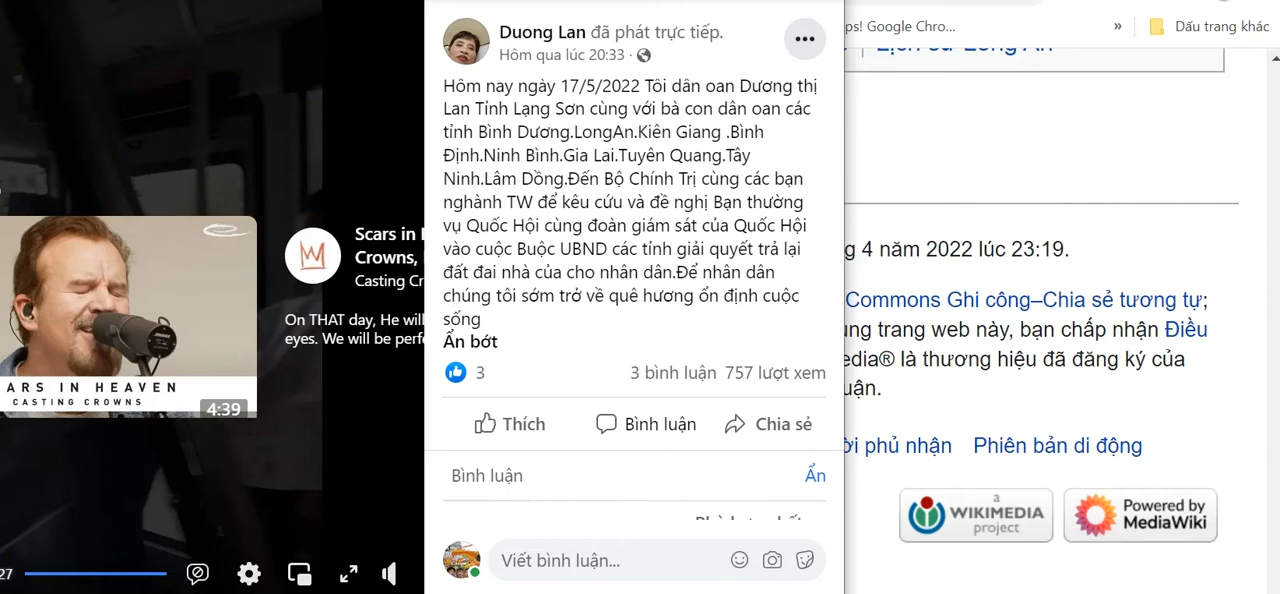 Duong Lan đã phát trực tiếp.
Hôm qua lúc 20:33 ·
Hôm nay ngày 17/5/2022 Tôi dân oan Dương thị
Lan Tỉnh Lạng Sơn cùng với bà con dân oan các
tỉnh Bình Dương.LongAn.Kiên Giang .Bình
Định.Ninh Bình.Gia Lai.Tuyên Quang.Tây
Ninh.Lâm Dồng.Đến Bộ Chính Trị cùng các bạn
nghành TW để kêu cứu và đề nghị Bạn thường
vụ Quốc Hội cùng đoàn giám sát của Quốc Hội
vào cuộc Buộc UBND các tỉnh giải quyết trả lại
đất đai nhà của cho nhân dân.Để nhân dân
chúng tôi sớm trở về quê hương ổn định cuộc
sống
Ẩn bớt
3
3 bình luận 757 lượt xem
Thích
Bình luận
Chia sẻ
Bình luận
Ẩn
Viết bình luận...
Scars in
Crowns,
Casting Cr
On THAT day, He will
eyes. We will be perf
ARS IN HEAVEN
CASTING CROWNS
4:39
27
ps! Google Chro...
»
Dấu trang khác
g 4 năm 2022 lúc 23:19.
Commons Ghi công–Chia sẻ tương tự;
ung trang web này, bạn chấp nhận Điều
edia® là thương hiệu đã đăng ký của
uận.
ời phủ nhận Phiên bản di động
a
WIKIMEDIA
project
Powered by
MediaWiki